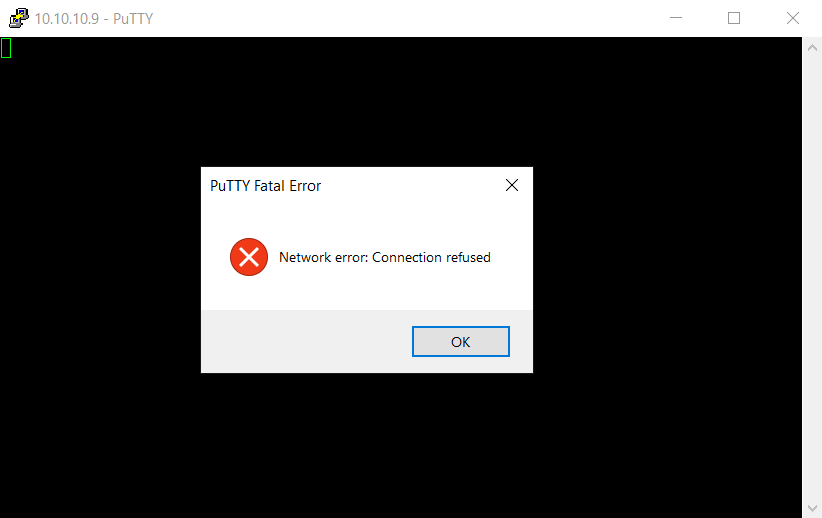 10.10.10.9 - PuTTY
PuTTY Fatal Error
Network error: Connection refused
OK